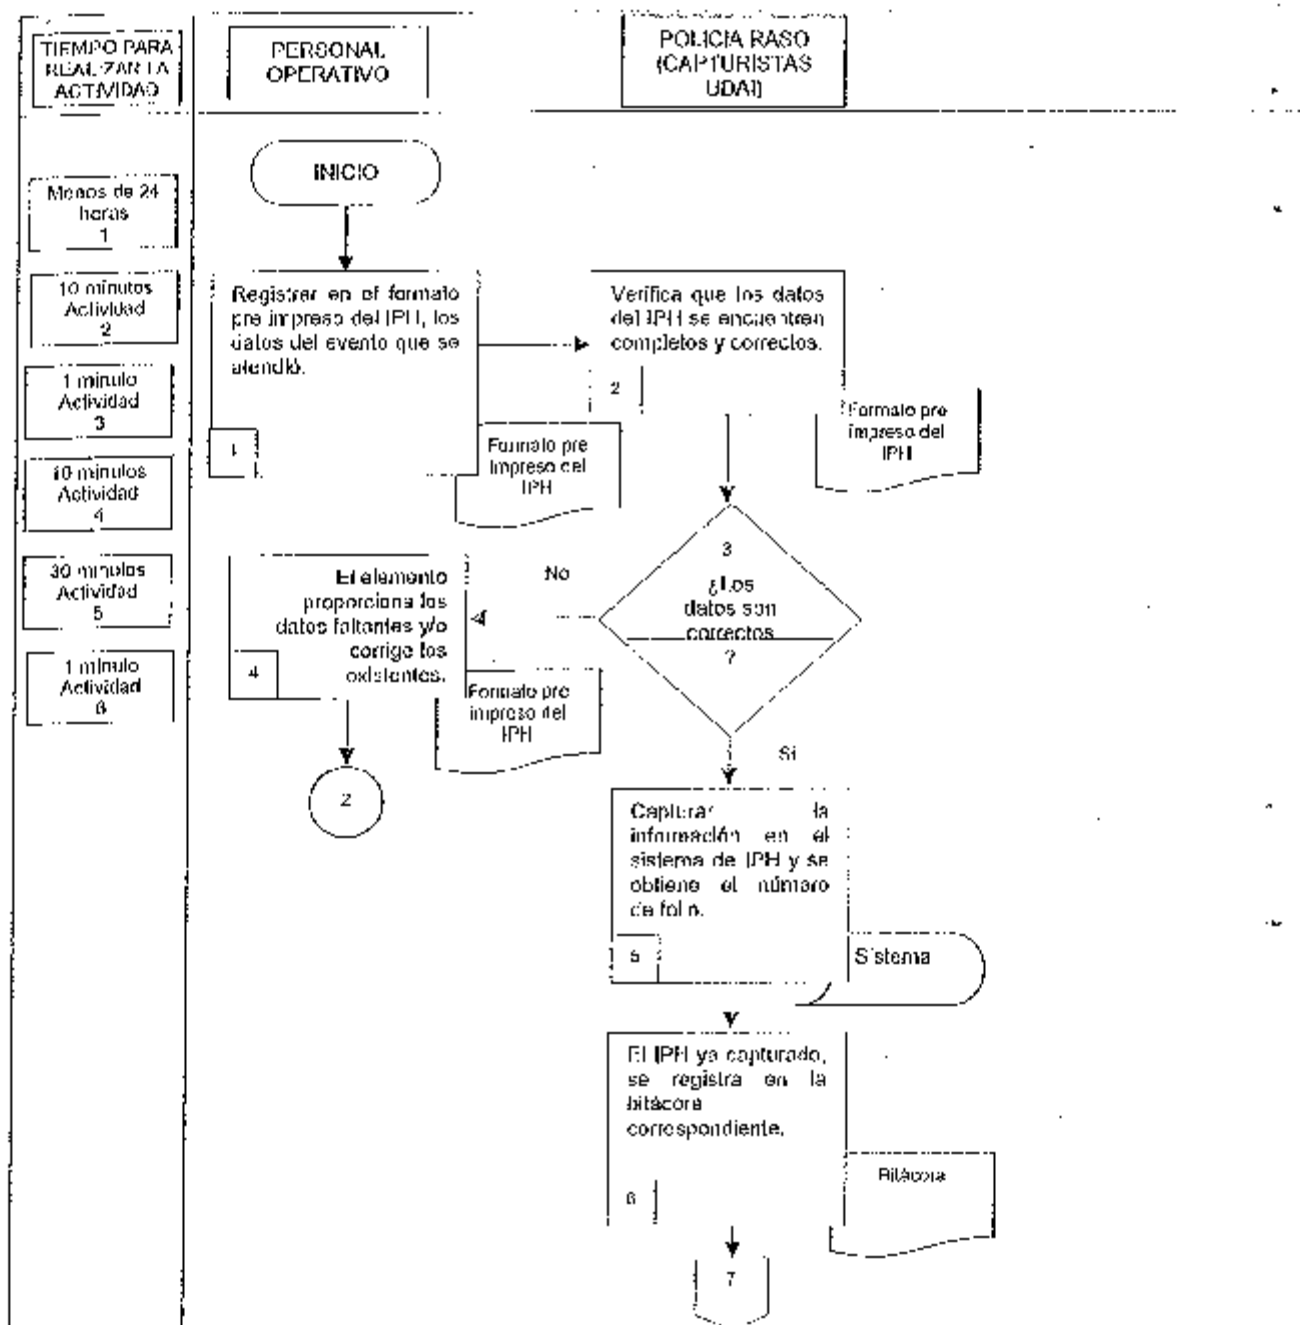 TIEMPO PARA
REALIZAR LA
ACTIVIDAD
PERSONAL
OPERATIVO
POLICIA RASO
(CAPTURISTAS
UDAI)
INICIO
Menos de 24
horas
1
10 minutos
Actividad
2
1 minuto
Actividad
3
10 minutos
Actividad
4
30 minutos
Actividad
5
1 minuto
Actividad
6
Registrar en el formato
pre impreso del IPH, los
datos del evento que se
atendió.
1
Formato pre
impreso del
IPH
Verifica que los datos
del IPH se encuentren
completos y correctos.
2
Formato pre
impreso del
IPH
3
¿Los
datos son
correctos
?
No
Si
El elemento
proporciona los
datos faltantes y/o
corrige los
existentes.
4
Formato pre
impreso del
IPH
2
Capturar la
información en el
sistema de IPH y se
obtiene el número
de folio.
5
Sistema
El IPH ya capturado,
se registra en la
bitácora
correspondiente.
6
Bitácora
7